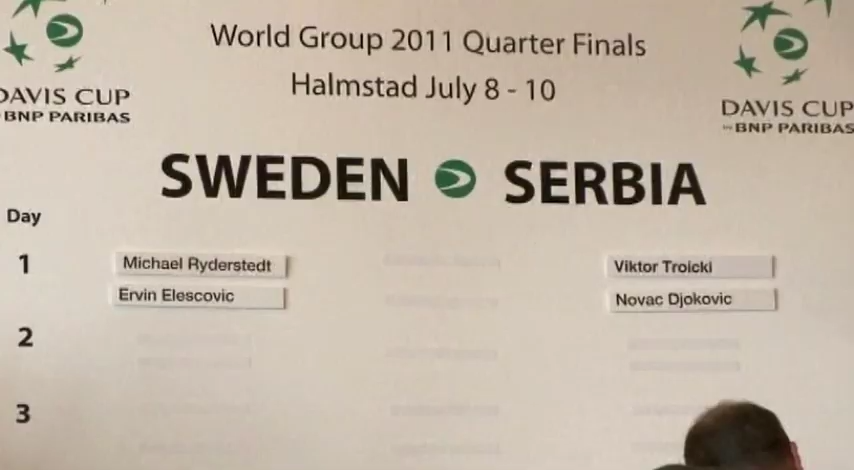 World Group 2011 Quarter Finals
Halmstad July 8 - 10
DAVIS CUP
BNP PARIBAS
DAVIS CUP
BY BNP PARIBAS
SWEDEN SERBIA
Day
1
Michael Ryderstedt Viktor Troicki
Ervin Elescovic Novac Djokovic
2
3